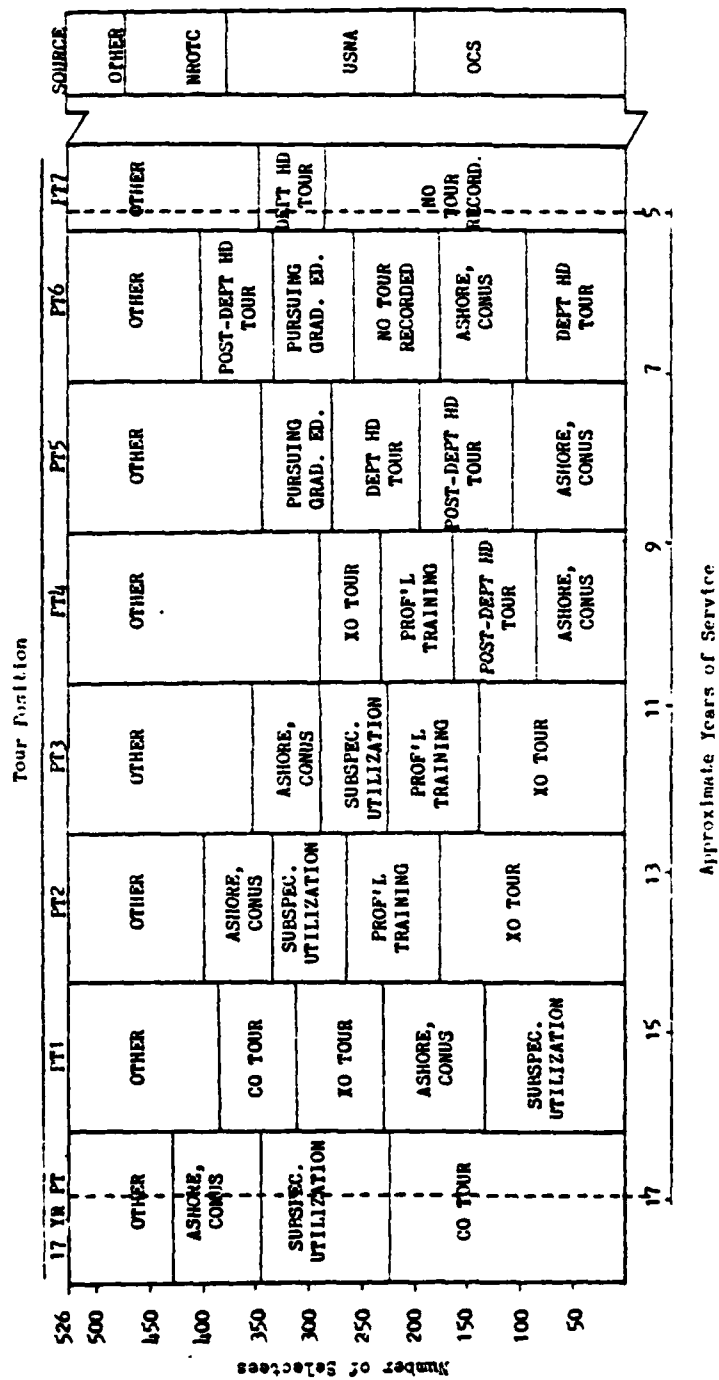 Tour Position
17 YR PT
PT1
PT2
PT3
PT4
PT5
PT6
PT7
SOURCE
OTHER
ASHORE,
CONUS
SUBSPEC.
UTILIZATION
CO TOUR
OTHER
CO TOUR
XO TOUR
ASHORE,
CONUS
SUBSPEC.
UTILIZATION
OTHER
ASHORE,
CONUS
SUBSPEC.
UTILIZATION
PROF'L
TRAINING
XO TOUR
OTHER
ASHORE,
CONUS
SUBSPEC.
UTILIZATION
PROF'L
TRAINING
XO TOUR
OTHER
XO TOUR
PROF'L
TRAINING
POST-DEPT HD
TOUR
ASHORE,
CONUS
OTHER
PURSUING
GRAD. ED.
DEPT HD
TOUR
POST-DEPT HD
TOUR
ASHORE,
CONUS
OTHER
POST-DEPT HD
TOUR
PURSUING
GRAD. ED.
NO TOUR
RECORDED
ASHORE,
CONUS
DEPT HD
TOUR
OTHER
DEPT HD
TOUR
NO
TOUR
RECORD.
OTHER
NROTC
USNA
OCS
526
500
450
400
350
300
250
200
150
100
50
Number of Selectees
17
15
13
11
9
7
5
Approximate Years of Service